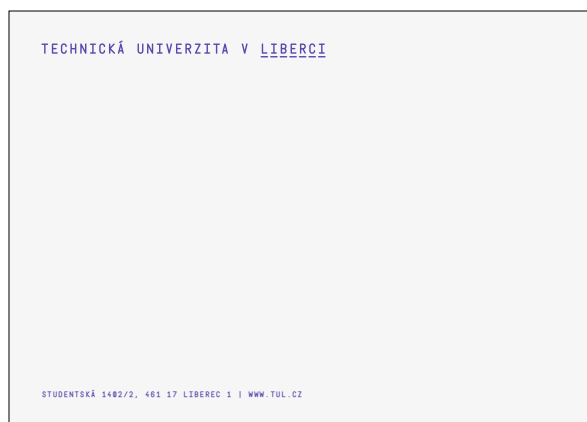 TECHNICKÁ UNIVERZITA V LIBERCI
STUDENTSKÁ 1402/2, 461 17 LIBEREC 1 | WWW.TUL.CZ